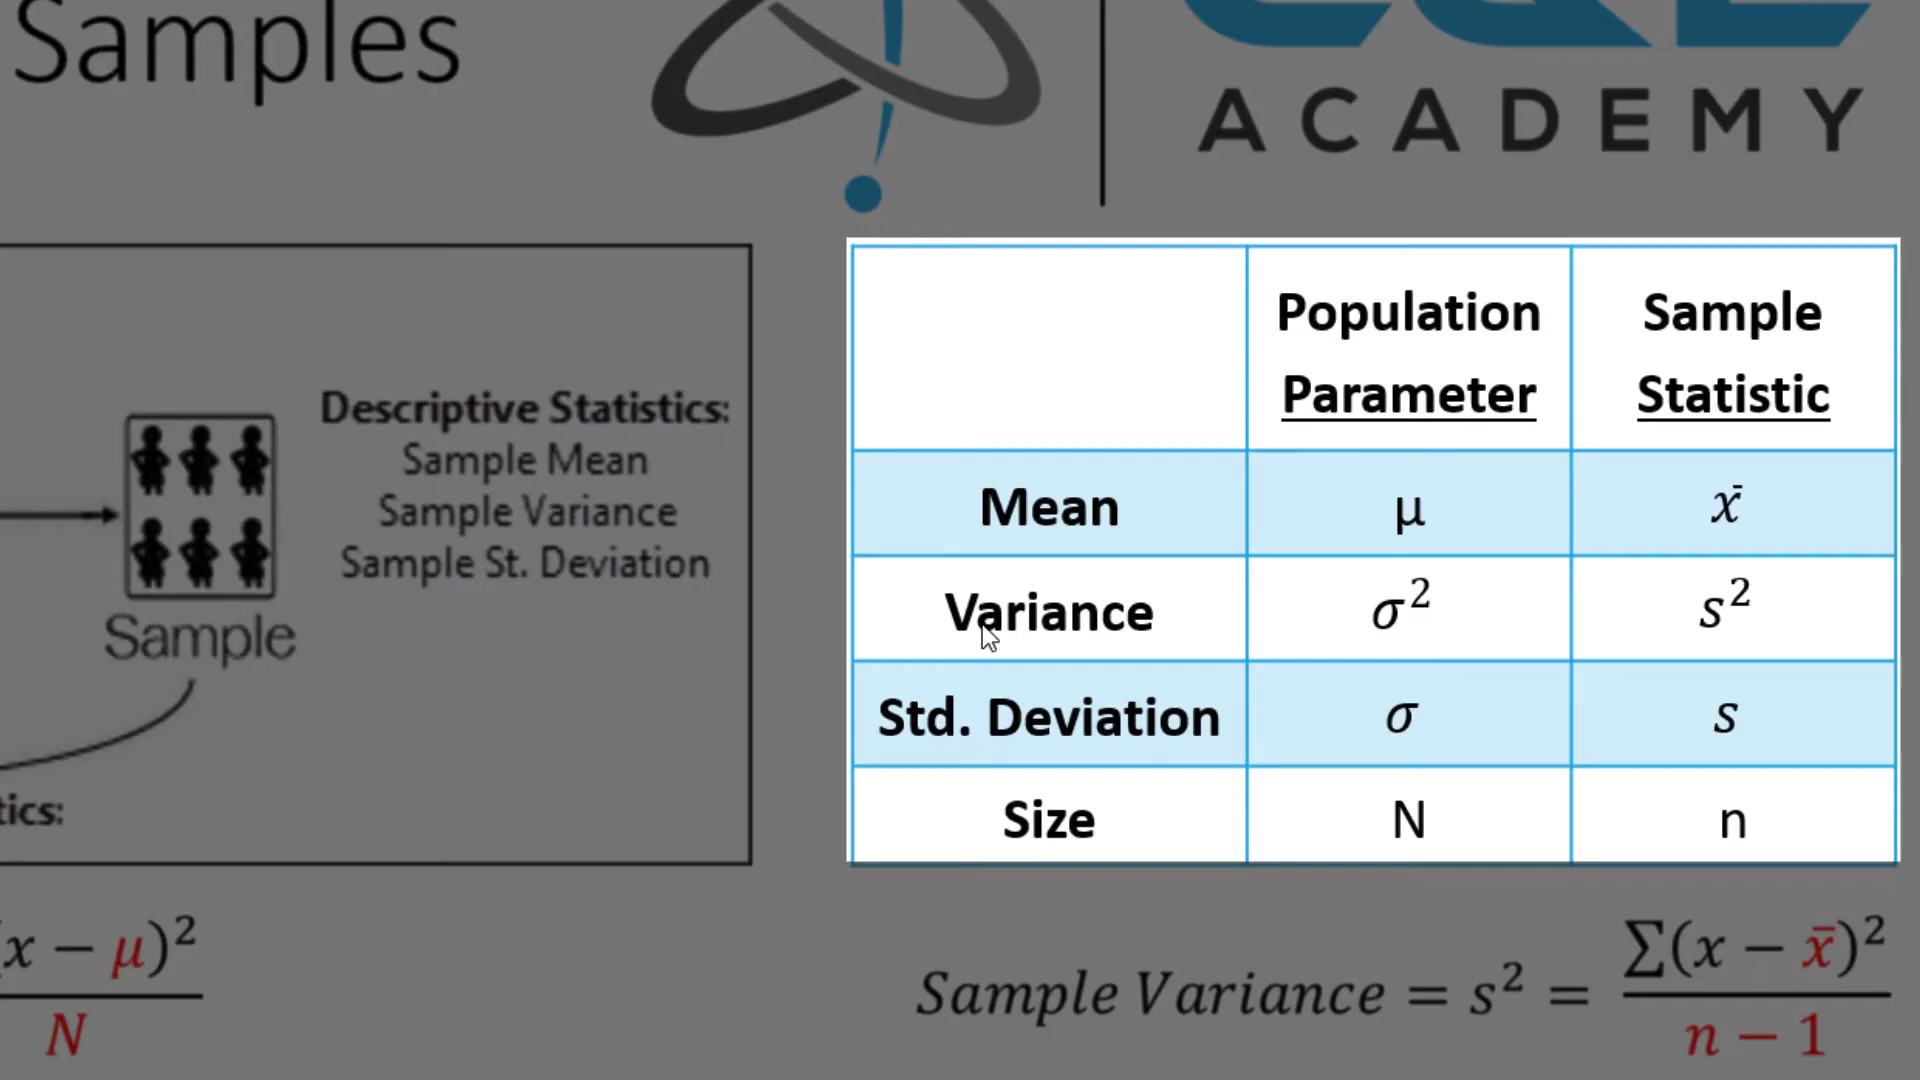 Samples
ACADEMY
Descriptive Statistics:
Sample Mean
Sample Variance
Sample St. Deviation
Sample
tics:
Population Parameter Sample Statistic
Mean μ x̄
Variance σ² s²
Std. Deviation σ s
Size N n
(x − μ)²
N
Sample Variance = s² = ∑(x − x̄)²
n − 1